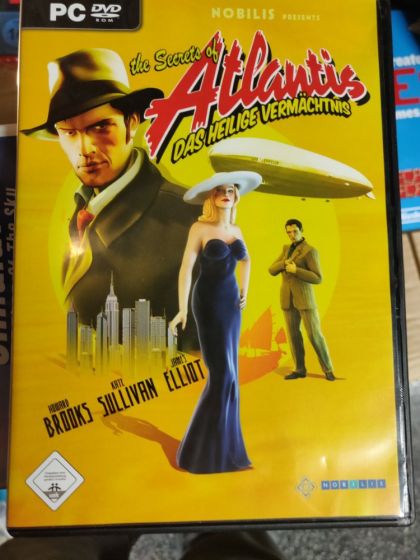 PC DVD
ROM
NOBILIS PRESENTS
the Secrets of
Atlantis
DAS HEILIGE VERMÄCHTNIS
HOWARD
BROOKS
KATE
SULLIVAN
JAMES
ELLIOT
NOBILIS